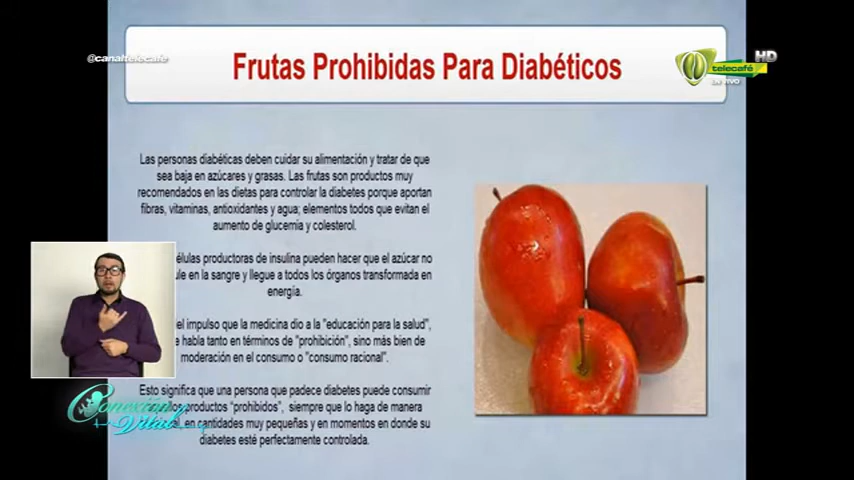 @canaltelecafe
Frutas Prohibidas Para Diabéticos
HD
telecafé
EN VIVO
Las personas diabéticas deben cuidar su alimentación y tratar de que
sea baja en azúcares y grasas. Las frutas son productos muy
recomendados en las dietas para controlar la diabetes porque aportan
fibras, vitaminas, antioxidantes y agua; elementos todos que evitan el
aumento de glucemia y colesterol.
élulas productoras de insulina pueden hacer que el azúcar no
ule en la sangre y llegue a todos los órganos transformada en
energía.
el impulso que la medicina dio a la "educación para la salud",
e habla tanto en términos de "prohibición", sino más bien de
moderación en el consumo o "consumo racional".
Esto significa que una persona que padece diabetes puede consumir
productos “prohibidos”, siempre que lo haga de manera
en cantidades muy pequeñas y en momentos en donde su
diabetes esté perfectamente controlada.
Conexión
Vital